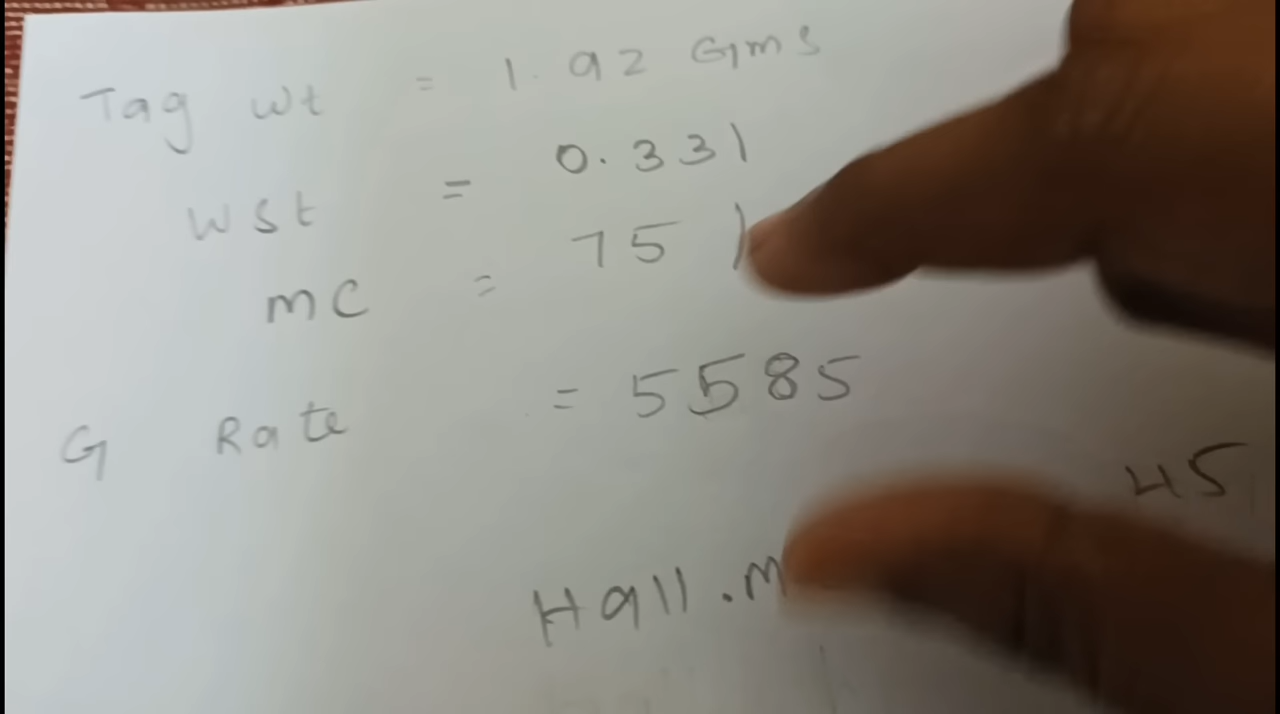 Tag wt = 1.92 Gms
wst = 0.331
mc = 75
G Rate = 5585
45
Hall.m